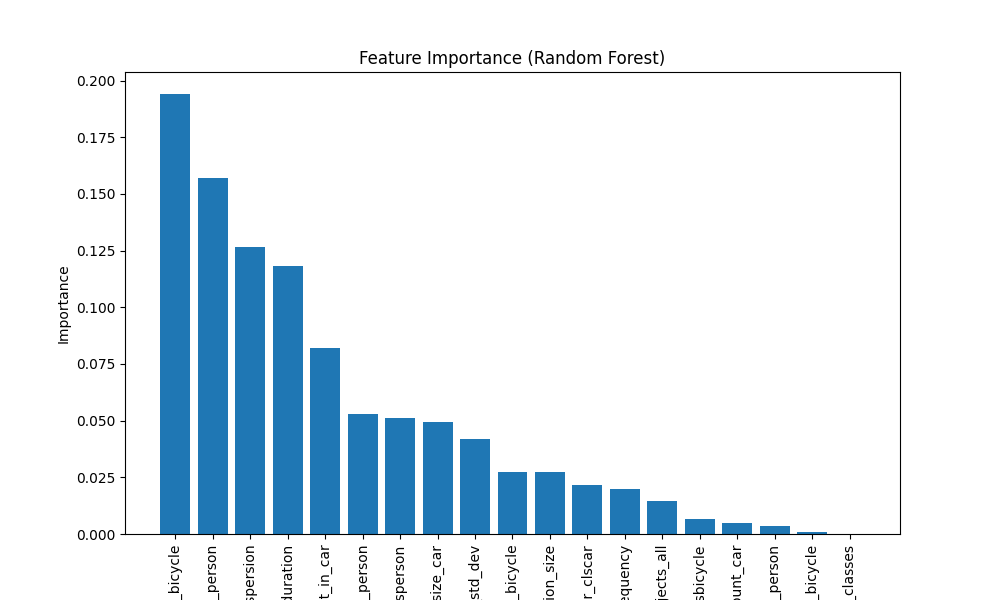 Feature Importance (Random Forest)
Importance
0.200
0.175
0.150
0.125
0.100
0.075
0.050
0.025
0.000
_bicycle
_person
spersion
duration
t_in_car
_person
sperson
size_car
std_dev
_bicycle
ion_size
r_clscar
equency
jects_all
sbicycle
ount_car
_person
_bicycle
_classes